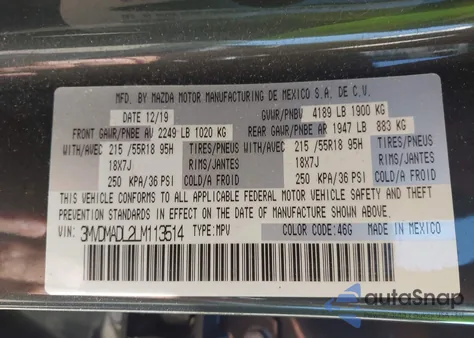 MFD. BY MAZDA MOTOR MANUFACTURING DE MEXICO S.A. DE C.V.
DATE 12/19 GVWR/PNBV 4189 LB 1900 KG
FRONT GAWR/PNBE AV 2249 LB 1020 KG REAR GAWR/PNBE AR 1947 LB 883 KG
WITH/AVEC 215 /55R18 95H TIRES/PNEUS WITH/AVEC 215 /55R18 95H TIRES/PNEUS
18X7J RIMS/JANTES 18X7J RIMS/JANTES
250 KPA/36 PSI COLD/A FROID 250 KPA/36 PSI COLD/A FROID
THIS VEHICLE CONFORMS TO ALL APPLICABLE FEDERAL MOTOR VEHICLE SAFETY AND THEFT
PREVENTION STANDARDS IN EFFECT ON THE DATE OF MANUFACTURE SHOWN ABOVE.
VIN: 3MVDMADL2LM113514 TYPE: MPV COLOR CODE: 46G MADE IN MEXICO
autoSnap